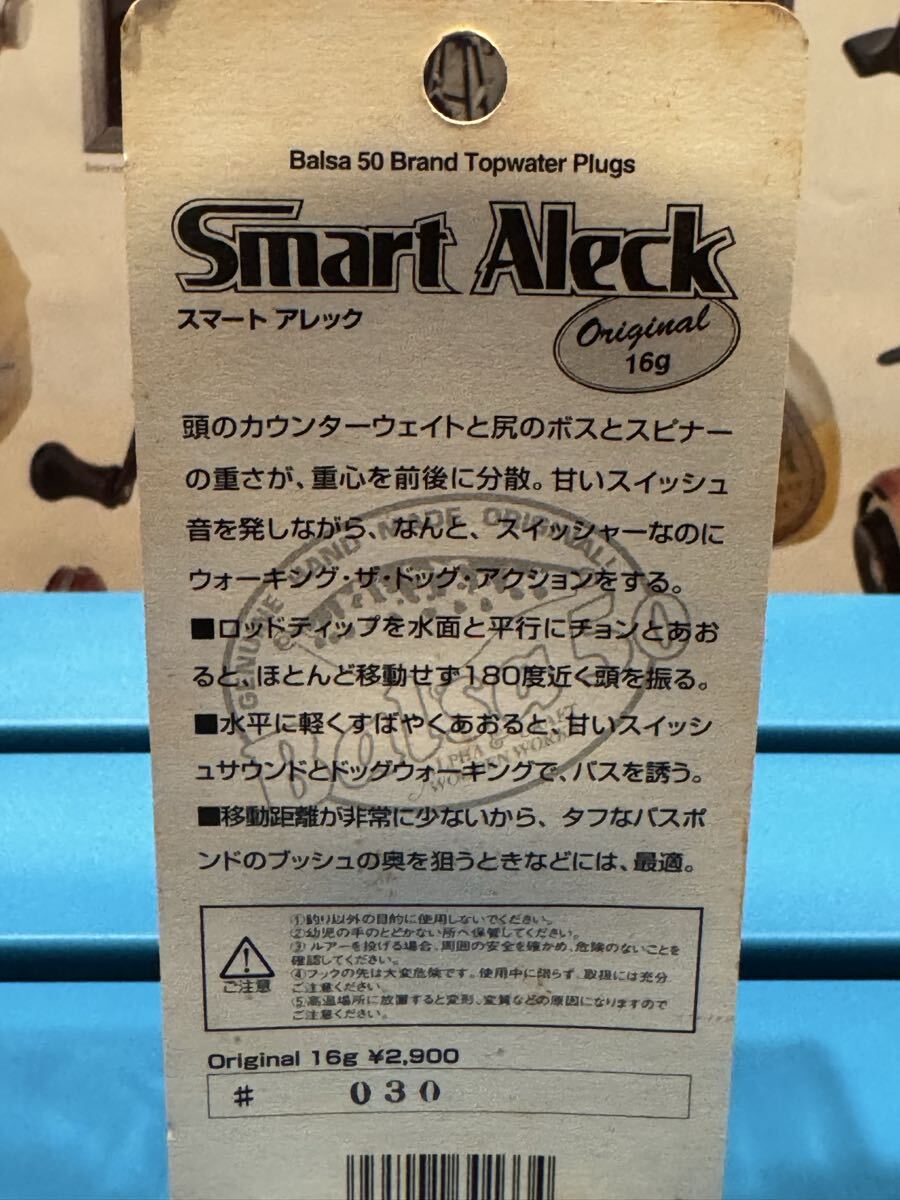 Balsa 50 Brand Topwater Plugs
Smart Aleck
スマート アレック
Original
16g
頭のカウンターウェイトと尻のボスとスピナー
の重さが、重心を前後に分散。甘いスイッシュ
音を発しながら、なんと、スイッシャーなのに
ウォーキング・ザ・ドッグ・アクションをする。
■ロッドティップを水面と平行にチョンとあお
ると、ほとんど移動せず180度近く頭を振る。
■水平に軽くすばやくあおると、甘いスイッシ
ュサウンドとドッグウォーキングで、バスを誘う。
■移動距離が非常に少ないから、タフなバスポ
ンドのブッシュの奥を狙うときなどには、最適。
GENUINE HAND MADE ORIGINAL
Balsa 50
ALPHA & CRAFT
WOODEN WORKS
ご注意
①釣り以外の目的に使用しないでください。
②幼児の手のとどかない所へ保管してください。
③ルアーを投げる場合、周囲の安全を確かめ、危険のないことを
確認してください。
④フックの先は大変危険です。使用中に限らず、取扱には充分
ご注意ください。
⑤高温場所に放置すると変形、変質などの原因になりますので
ご注意ください。
Original 16g ¥2,900
# 030